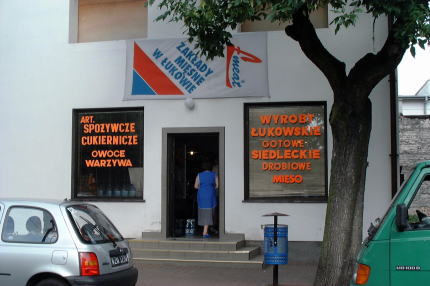 ZAKŁADY
MIĘSNE
W ŁUKOWIE
ART.
SPOŻYWCZE
CUKIERNICZE
OWOCE
WARZYWA
WYROBY
ŁUKOWSKIE
GOTOWE
SIEDLECKIE
DROBIOWE
MIĘSO